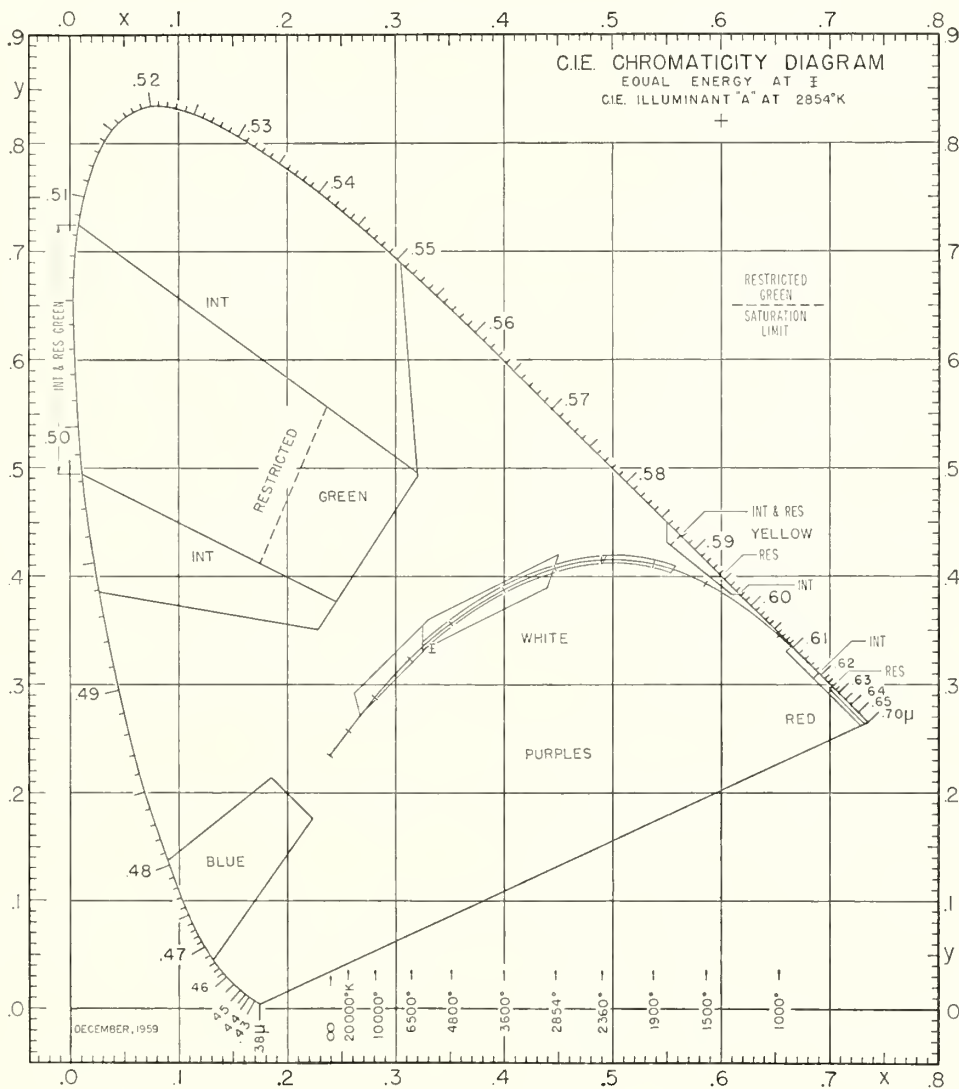 .0 X .1 .2 .3 .4 .5 .6 .7 .8
.9 .9
C.I.E. CHROMATICITY DIAGRAM
EQUAL ENERGY AT E
C.I.E. ILLUMINANT "A" AT 2854°K
y
.52
.53
.8 .8
.54
.51
.7 .7
.55
RESTRICTED
GREEN
SATURATION
LIMIT
INT
.56
INT & RES GREEN
.6 .6
.57
.50
RESTRICTED
.5 .5
GREEN
.58
INT & RES
YELLOW
.59
RES
INT
.4 .4
INT
.60
WHITE
E
.61
INT
.62
RES
.63
.64
.65
.70μ
.49
.3 .3
RED
PURPLES
.2 .2
BLUE
.48
.1 .1
.47
y
.46
.45
.44
.43
.38μ
.0 .0
∞
20000°K
10000°
6500°
4800°
3600°
2854°
2360°
1900°
1500°
1000°
DECEMBER, 1959
.0 .1 .2 .3 .4 .5 .6 .7 X .8